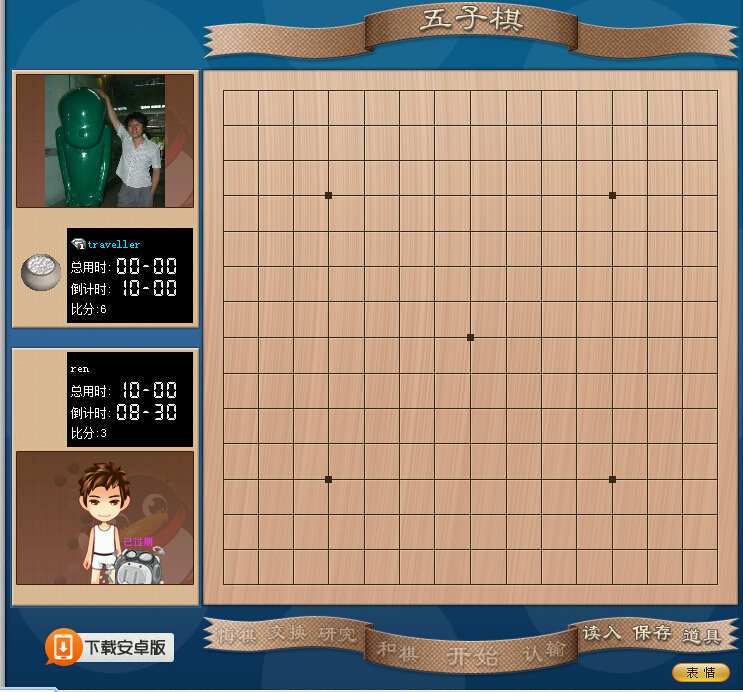 五子棋
traveller
总用时: 00-00
倒计时: 10-00
比分:6
ren
总用时: 10-00
倒计时: 08-30
比分:3
已过期
下载安卓版
悔棋 交换 研究 和棋 开始 认输 读入 保存 道具
表情